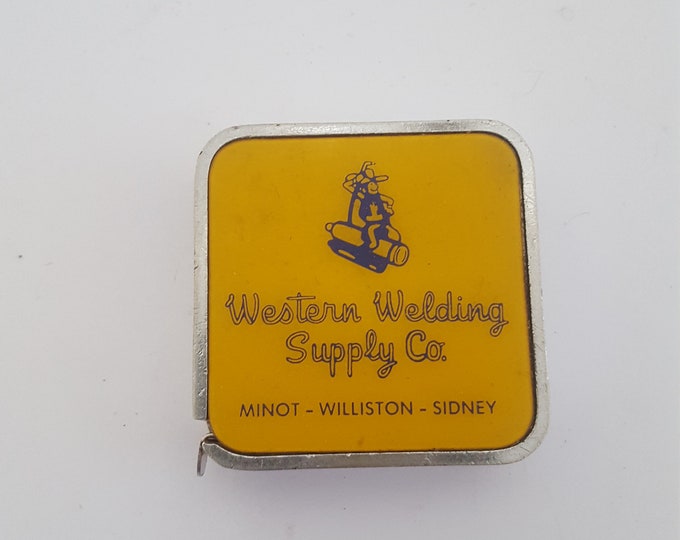 Western Welding
Supply Co.
MINOT - WILLISTON - SIDNEY